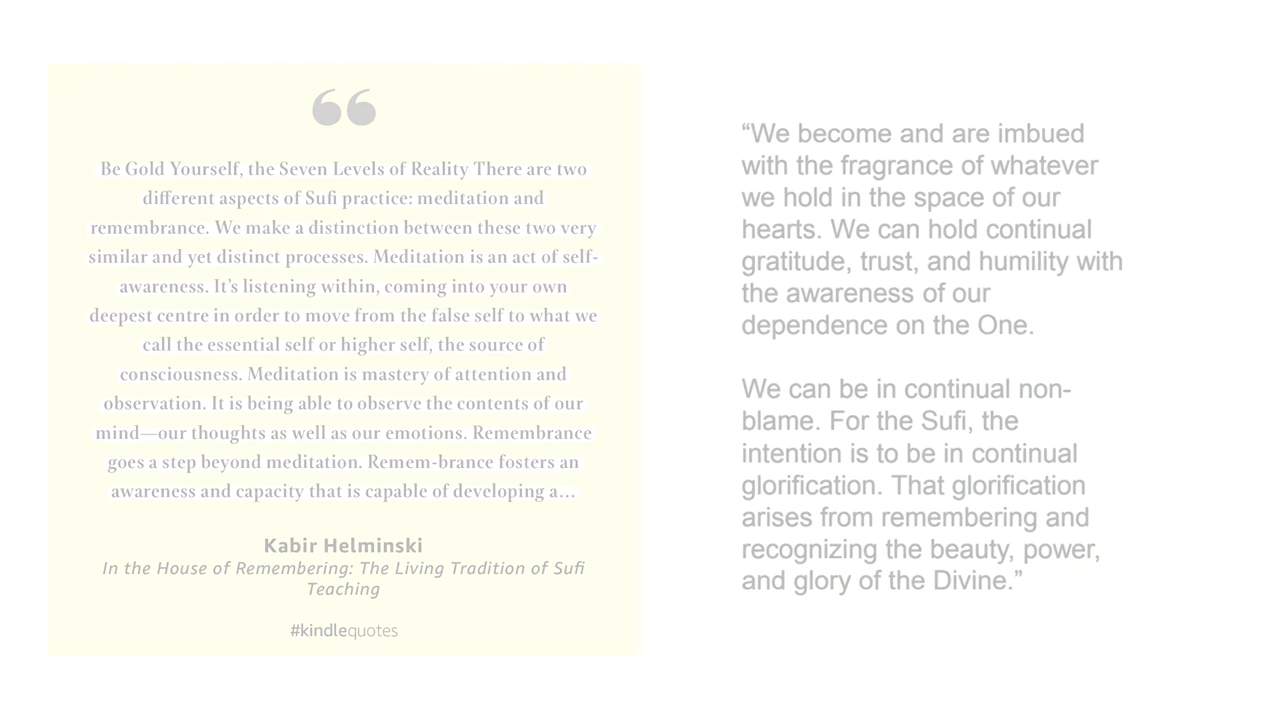 Be Gold Yourself, the Seven Levels of Reality There are two
different aspects of Sufi practice: meditation and
remembrance. We make a distinction between these two very
similar and yet distinct processes. Meditation is an act of self-
awareness. It’s listening within, coming into your own
deepest centre in order to move from the false self to what we
call the essential self or higher self, the source of
consciousness. Meditation is mastery of attention and
observation. It is being able to observe the contents of our
mind—our thoughts as well as our emotions. Remembrance
goes a step beyond meditation. Remem-brance fosters an
awareness and capacity that is capable of developing a…
Kabir Helminski
In the House of Remembering: The Living Tradition of Sufi
Teaching
#kindlequotes
“We become and are imbued
with the fragrance of whatever
we hold in the space of our
hearts. We can hold continual
gratitude, trust, and humility with
the awareness of our
dependence on the One.
We can be in continual non-
blame. For the Sufi, the
intention is to be in continual
glorification. That glorification
arises from remembering and
recognizing the beauty, power,
and glory of the Divine.”